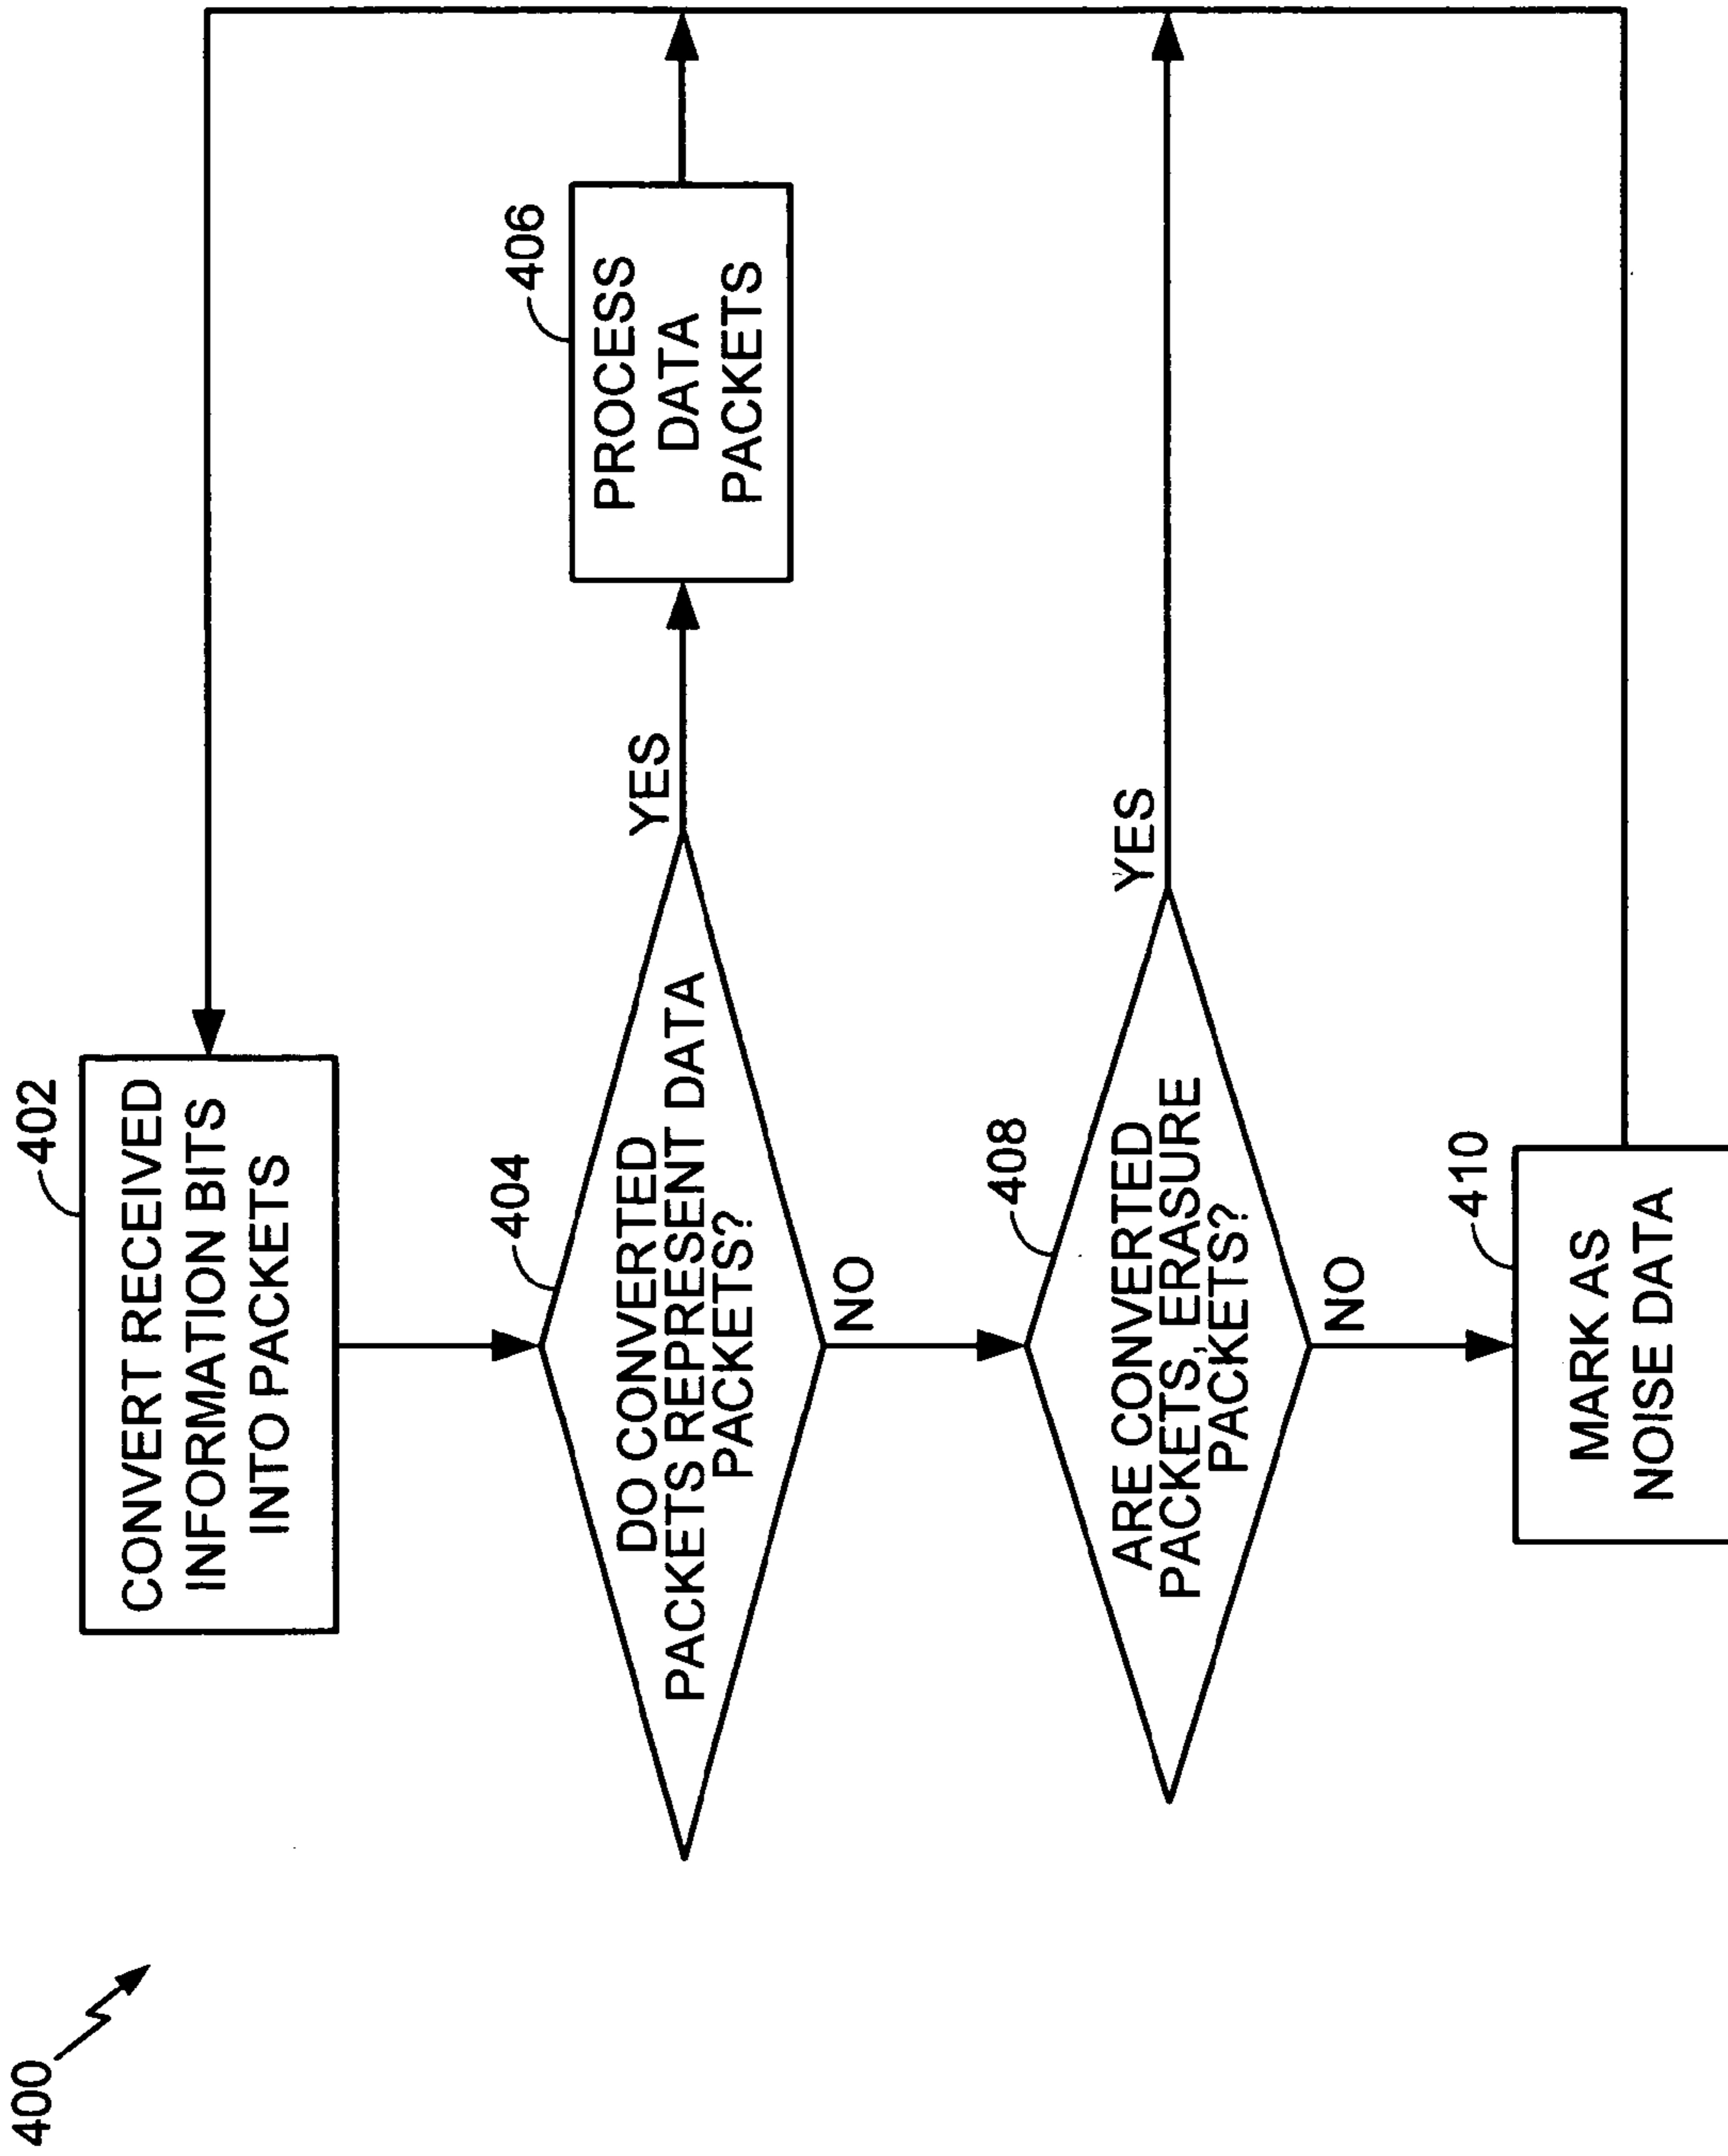 400
402
CONVERT RECEIVED
INFORMATION BITS
INTO PACKETS
404
DO CONVERTED
PACKETS REPRESENT DATA
PACKETS?
YES
406
PROCESS
DATA
PACKETS
NO
408
ARE CONVERTED
PACKETS, ERASURE
PACKETS?
YES
NO
410
MARK AS
NOISE DATA